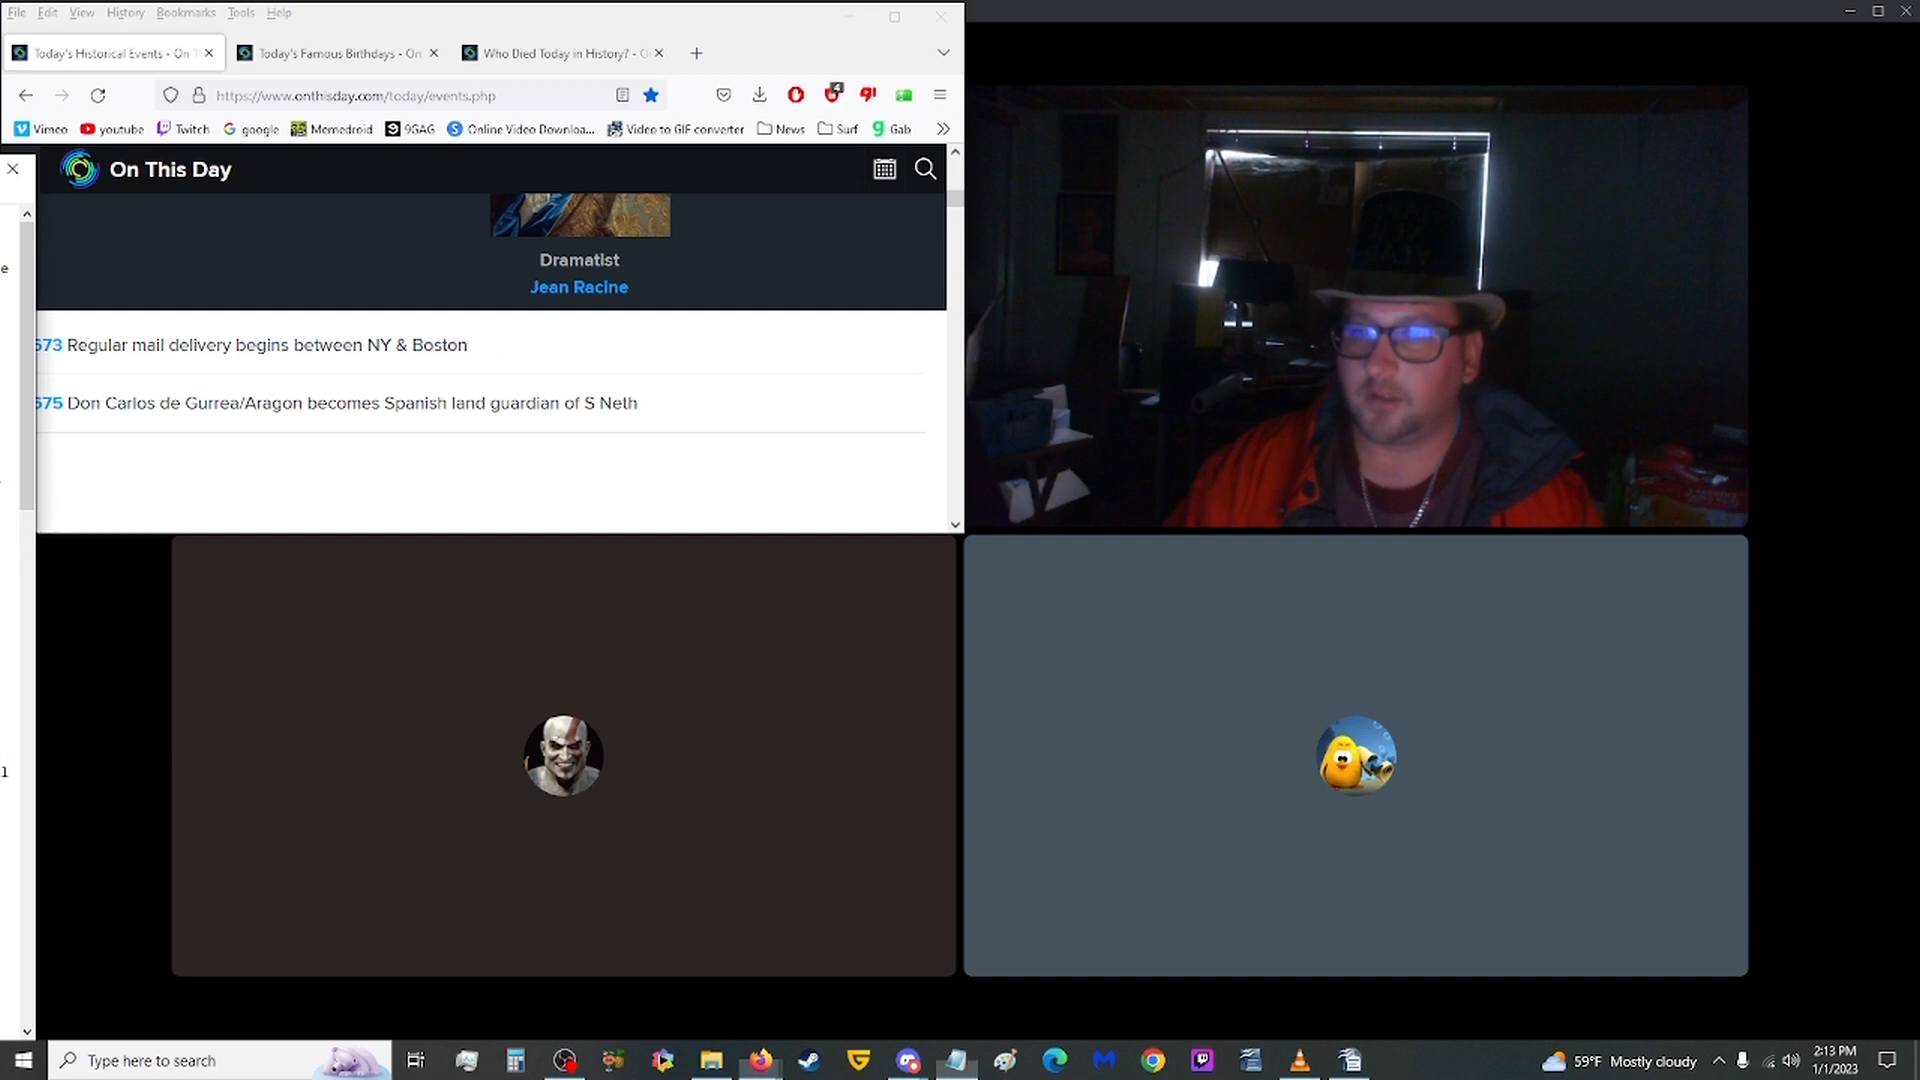 File Edit View History Bookmarks Tools Help
Today's Historical Events - On T
Today's Famous Birthdays - On
Who Died Today in History? - O
https://www.onthisday.com/today/events.php
4
Vimeo youtube Twitch google Memedroid 9GAG Online Video Downloa... Video to GIF converter News Surf Gab
On This Day
e
Dramatist
Jean Racine
673 Regular mail delivery begins between NY & Boston
675 Don Carlos de Gurrea/Aragon becomes Spanish land guardian of S Neth
l
Type here to search
59°F Mostly cloudy
2:13 PM
1/1/2023